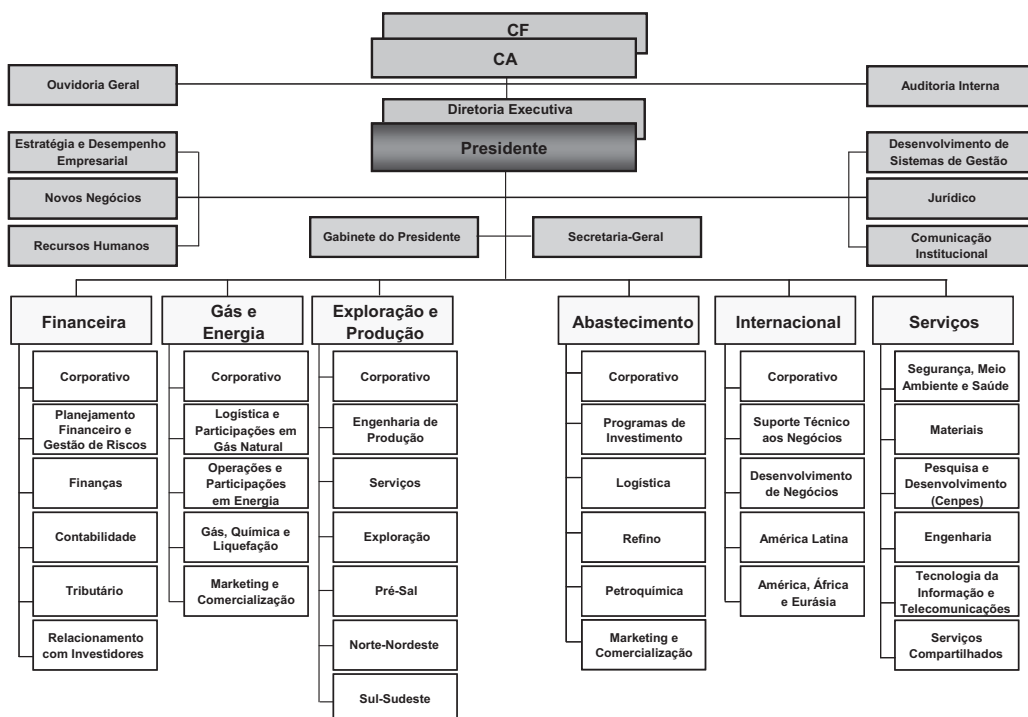 CF
CA
Ouvidoria Geral
Auditoria Interna
Diretoria Executiva
Presidente
Estratégia e Desempenho
Empresarial
Desenvolvimento de
Sistemas de Gestão
Novos Negócios
Jurídico
Recursos Humanos
Gabinete do Presidente
Secretaria-Geral
Comunicação
Institucional
Financeira
Corporativo
Planejamento
Financeiro e
Gestão de Riscos
Finanças
Contabilidade
Tributário
Relacionamento
com Investidores
Gás e
Energia
Corporativo
Logística e
Participações em
Gás Natural
Operações e
Participações
em Energia
Gás, Química e
Liquefação
Marketing e
Comercialização
Exploração e
Produção
Corporativo
Engenharia de
Produção
Serviços
Exploração
Pré-Sal
Norte-Nordeste
Sul-Sudeste
Abastecimento
Corporativo
Programas de
Investimento
Logística
Refino
Petroquímica
Marketing e
Comercialização
Internacional
Corporativo
Suporte Técnico
aos Negócios
Desenvolvimento
de Negócios
América Latina
América, África
e Eurásia
Serviços
Segurança, Meio
Ambiente e Saúde
Materiais
Pesquisa e
Desenvolvimento
(Cenpes)
Engenharia
Tecnologia da
Informação e
Telecomunicações
Serviços
Compartilhados